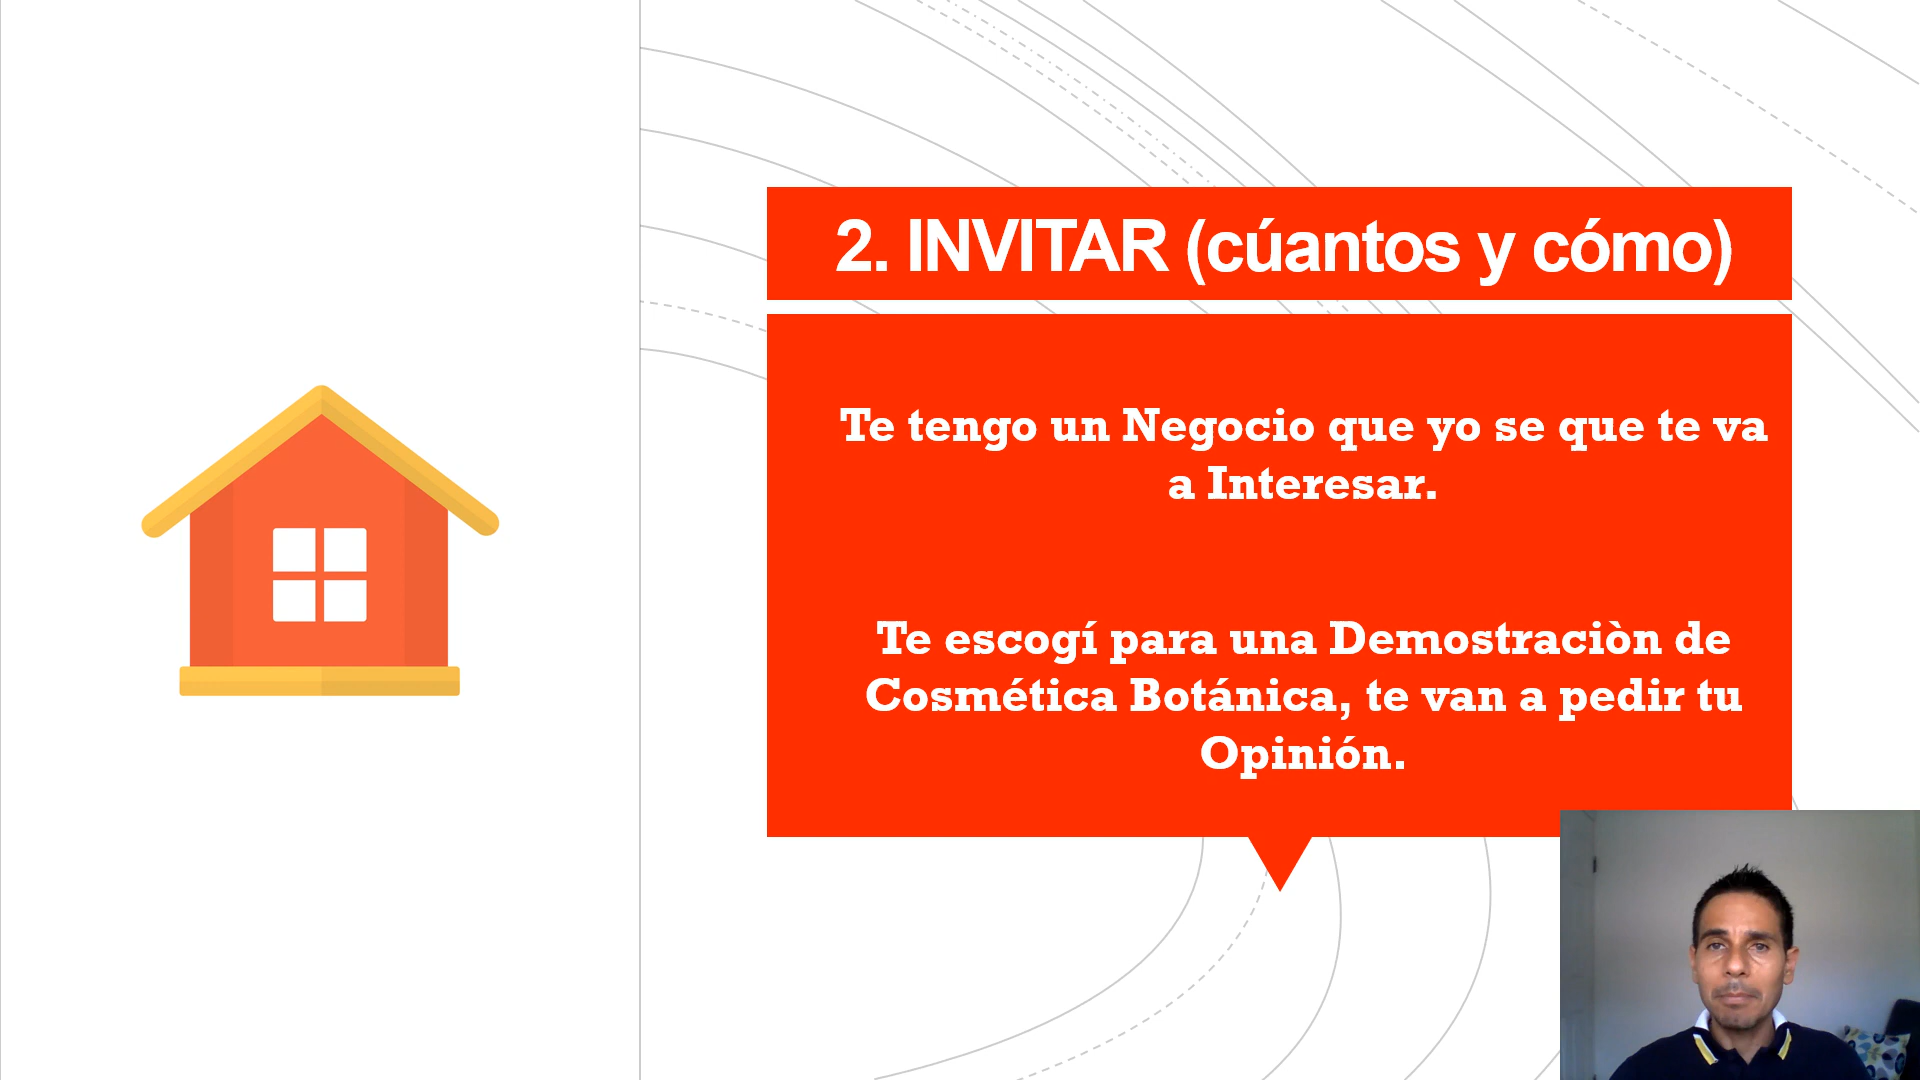 2. INVITAR (cúantos y cómo)
Te tengo un Negocio que yo se que te va
a Interesar.
Te escogí para una Demostraciòn de
Cosmética Botánica, te van a pedir tu
Opinión.